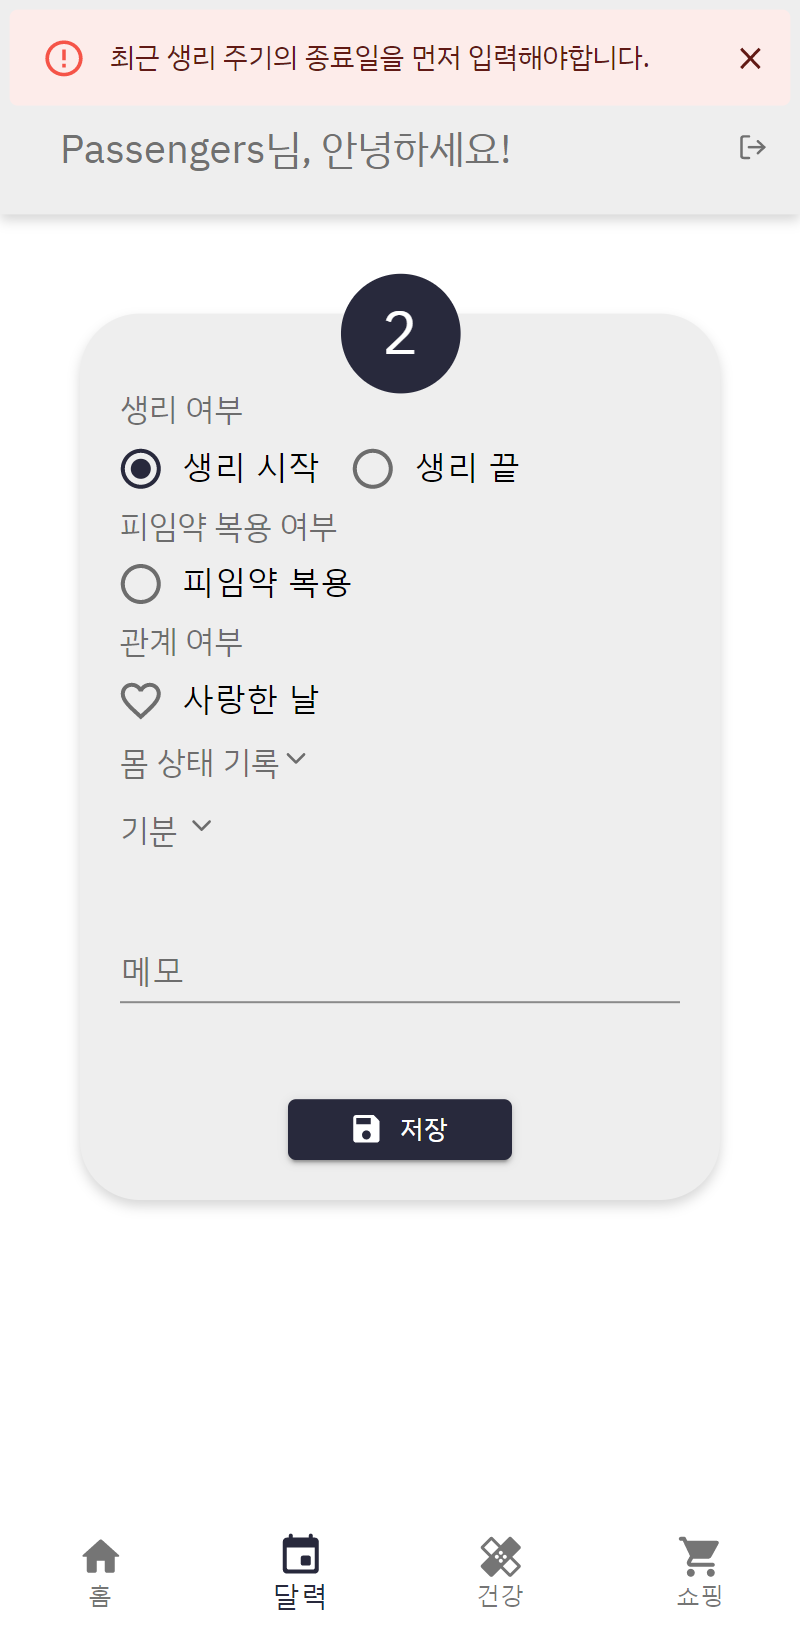 최근 생리 주기의 종료일을 먼저 입력해야합니다.
Passengers님, 안녕하세요!
2
생리 여부
생리 시작 생리 끝
피임약 복용 여부
피임약 복용
관계 여부
사랑한 날
몸 상태 기록
기분
메모
저장
홈 달력 건강 쇼핑